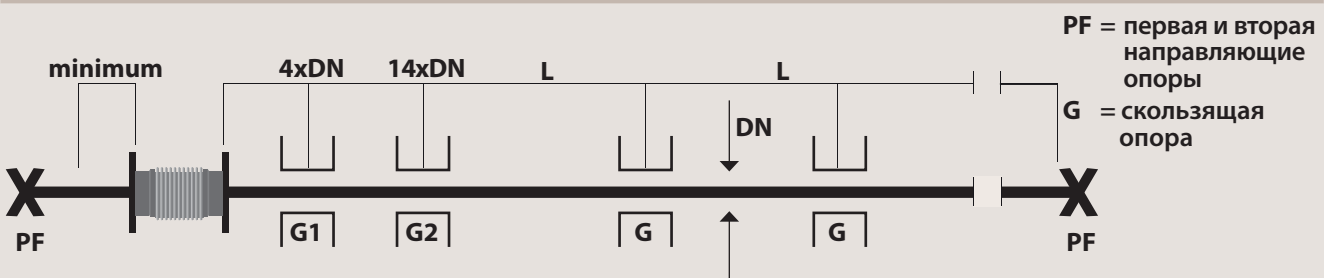 PF = первая и вторая
направляющие
опоры
G = скользящая
опора
minimum 4xDN 14xDN L L
DN
G1 G2 G G
PF PF